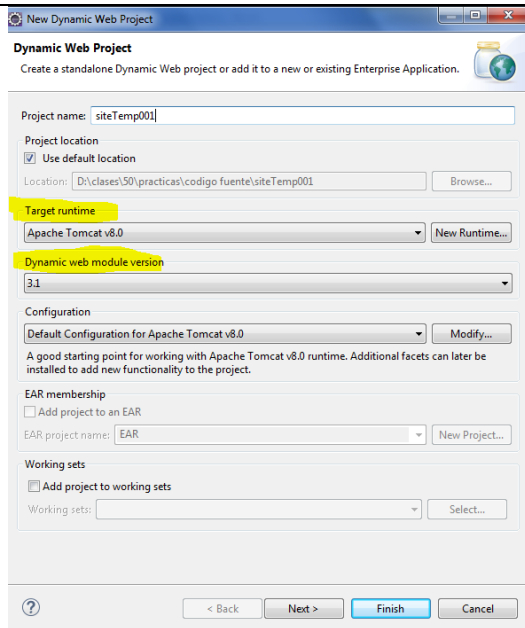 New Dynamic Web Project
Dynamic Web Project
Create a standalone Dynamic Web project or add it to a new or existing Enterprise Application.
Project name: siteTemp001
Project location
Use default location
Location: D:\clases\50\practicas\codigo fuente\siteTemp001 Browse...
Target runtime
Apache Tomcat v8.0 New Runtime...
Dynamic web module version
3.1
Configuration
Default Configuration for Apache Tomcat v8.0 Modify...
A good starting point for working with Apache Tomcat v8.0 runtime. Additional facets can later be
installed to add new functionality to the project.
EAR membership
Add project to an EAR
EAR project name: EAR New Project...
Working sets
Add project to working sets
Working sets: Select...
? < Back Next > Finish Cancel